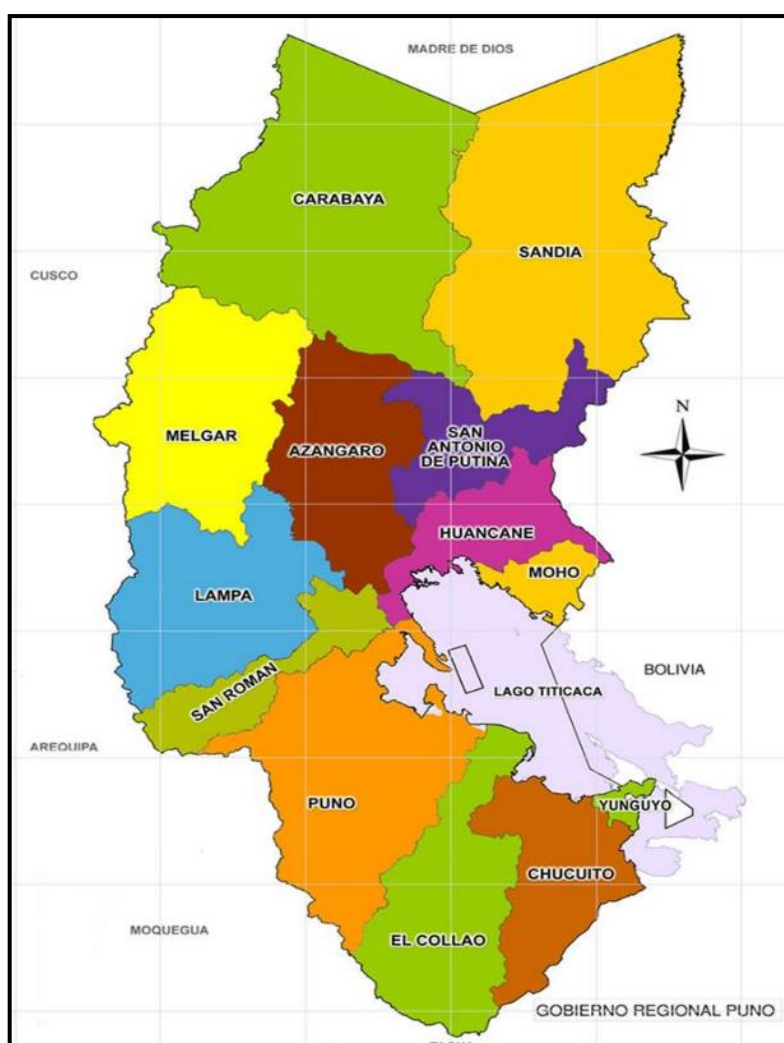 MADRE DE DIOS
CARABAYA
SANDIA
CUSCO
N
MELGAR
AZANGARO
SAN
ANTONIO
DE PUTINA
HUANCANE
MOHO
LAMPA
BOLIVIA
SAN ROMAN
LAGO TITICACA
AREQUIPA
PUNO
YUNGUYO
CHUCUITO
MOQUEGUA
EL COLLAO
GOBIERNO REGIONAL PUNO